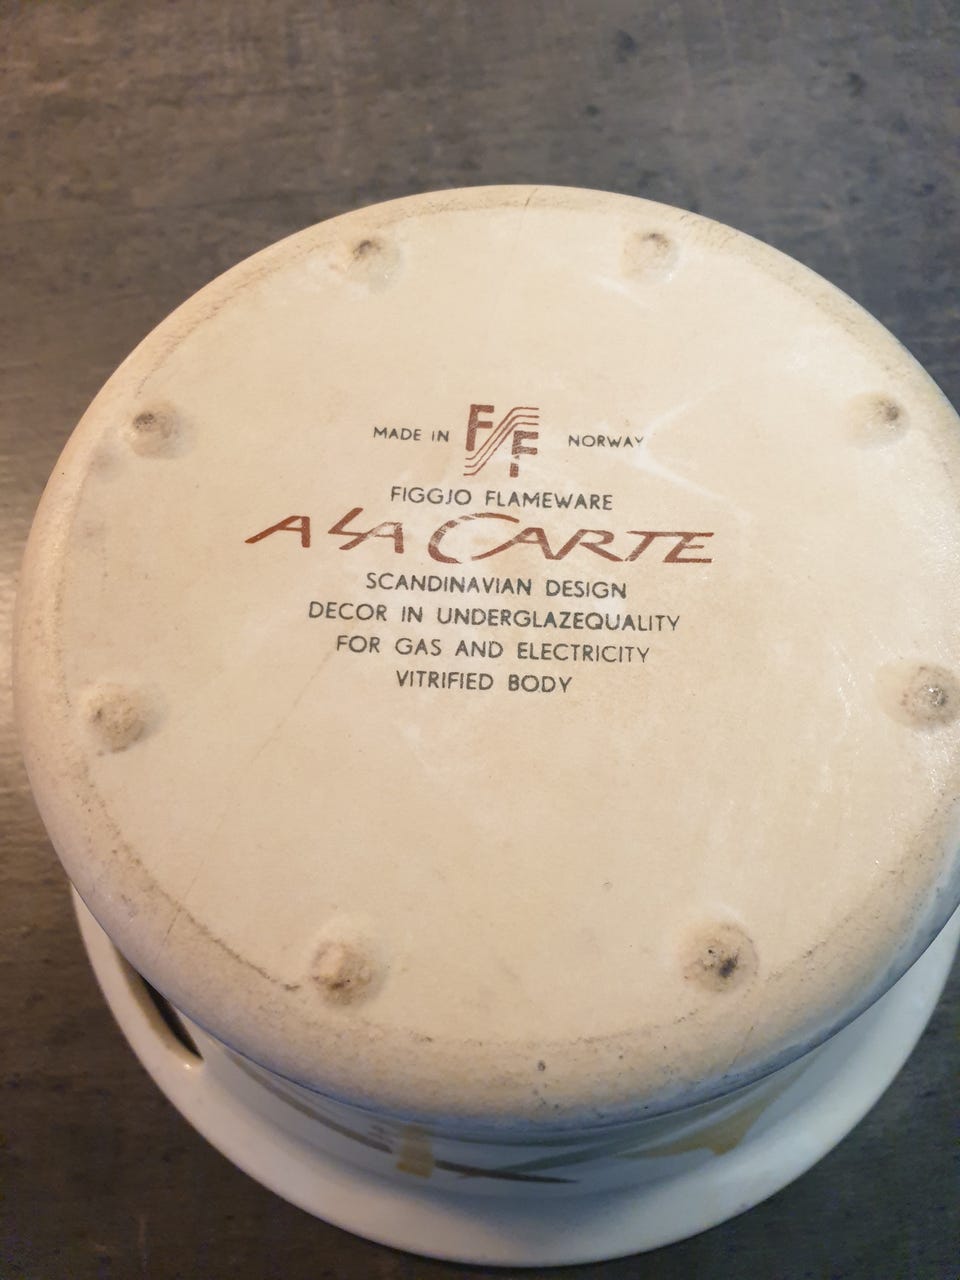 MADE IN FF NORWAY
FIGGJO FLAMEWARE
A LA CARTE
SCANDINAVIAN DESIGN
DECOR IN UNDERGLAZEQUALITY
FOR GAS AND ELECTRICITY
VITRIFIED BODY